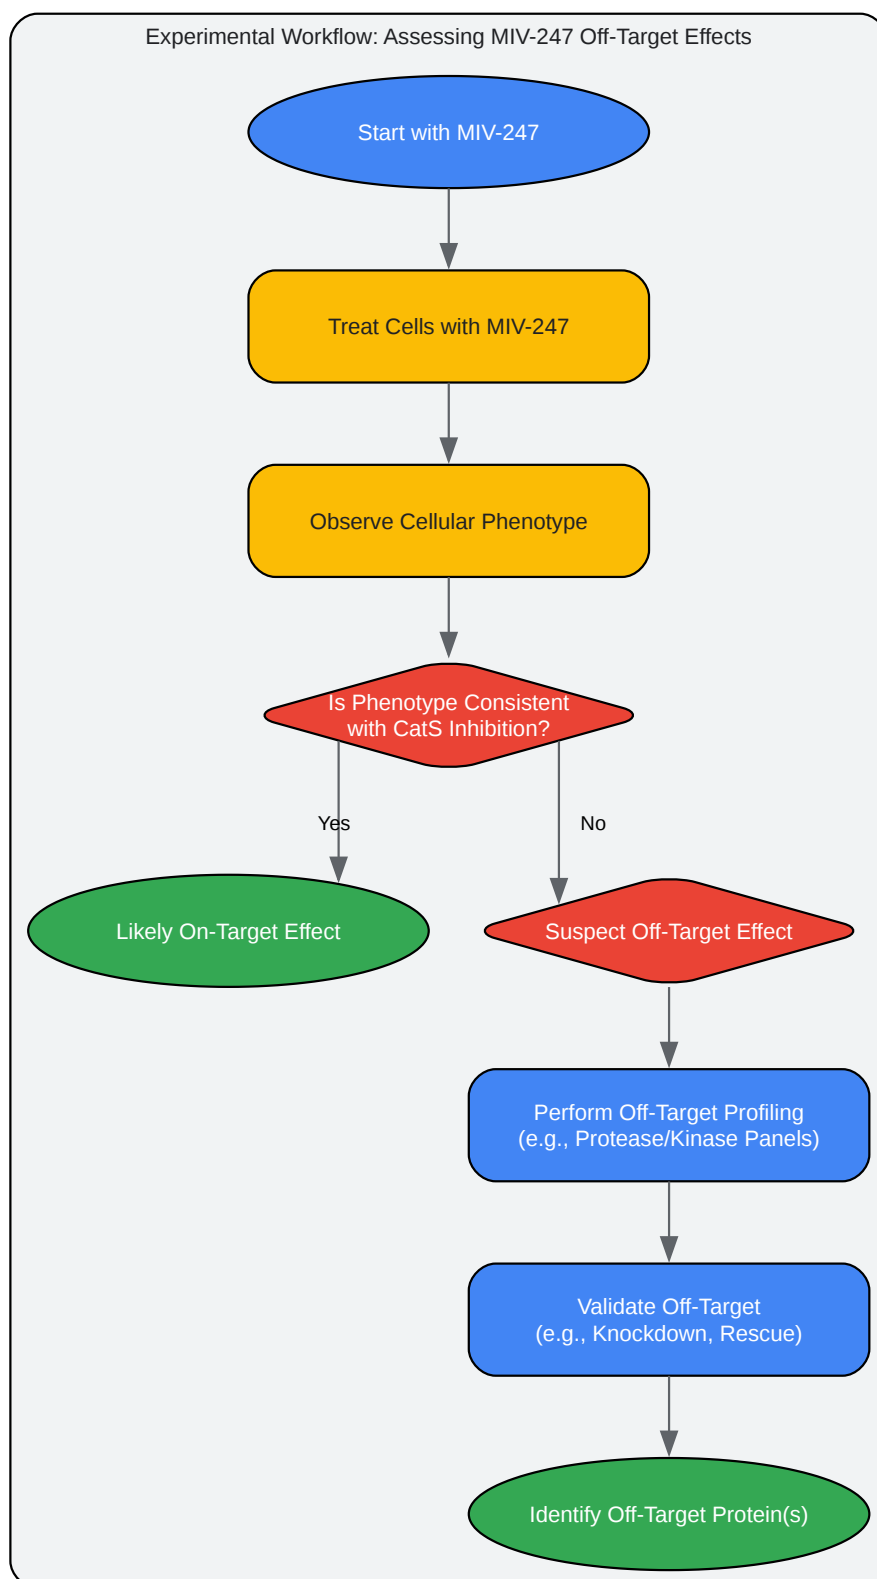 Experimental Workflow: Assessing MIV-247 Off-Target Effects
Start with MIV-247
Treat Cells with MIV-247
Observe Cellular Phenotype
Is Phenotype Consistent
with CatS Inhibition?
Yes
No
Likely On-Target Effect
Suspect Off-Target Effect
Perform Off-Target Profiling
(e.g., Protease/Kinase Panels)
Validate Off-Target
(e.g., Knockdown, Rescue)
Identify Off-Target Protein(s)